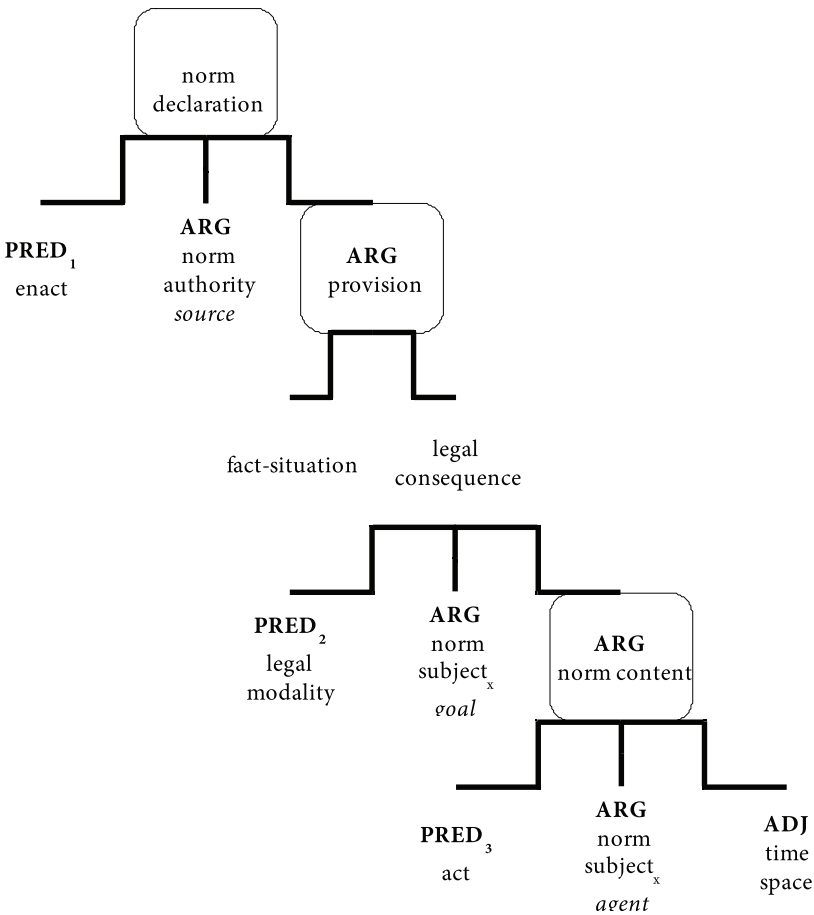 norm
declaration
PRED1
enact
ARG
norm
authority
source
ARG
provision
fact-situation
legal
consequence
PRED2
legal
modality
ARG
norm
subjectx
goal
ARG
norm content
PRED3
act
ARG
norm
subjectx
agent
ADJ
time
space